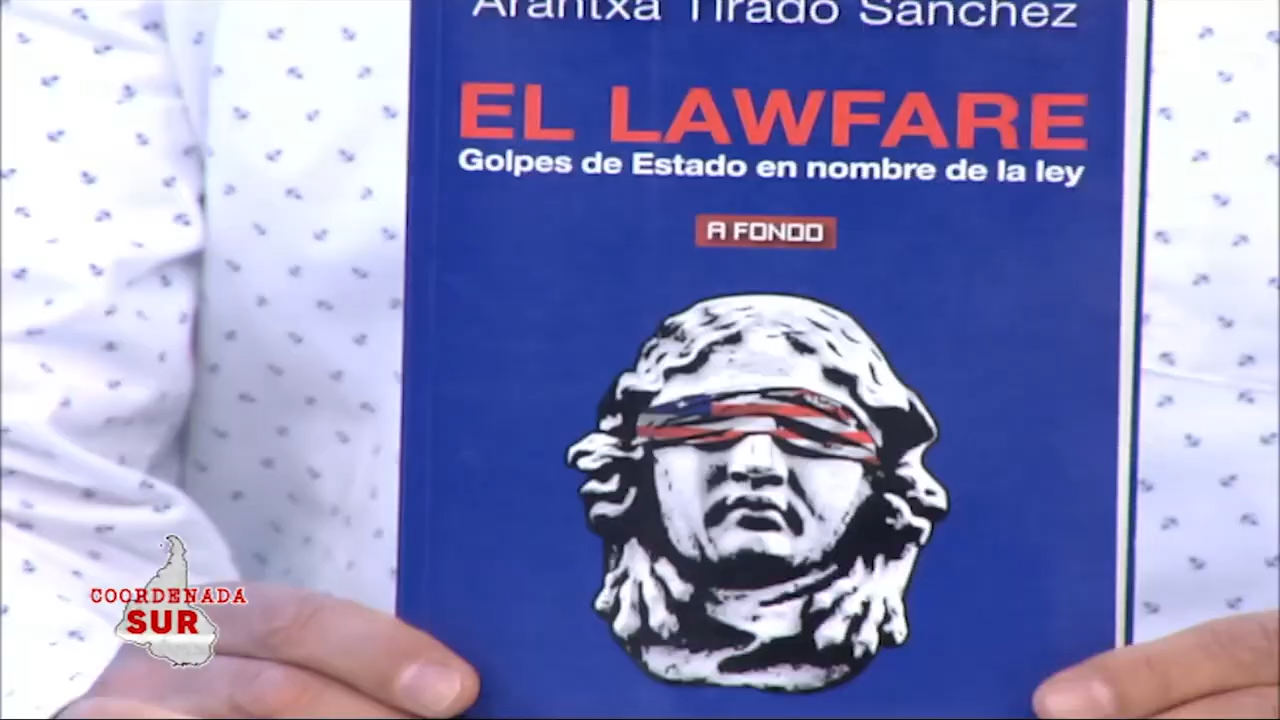 Arantxa Tirado Sánchez
EL LAWFARE
Golpes de Estado en nombre de la ley
A FONDO
COORDENADA
SUR